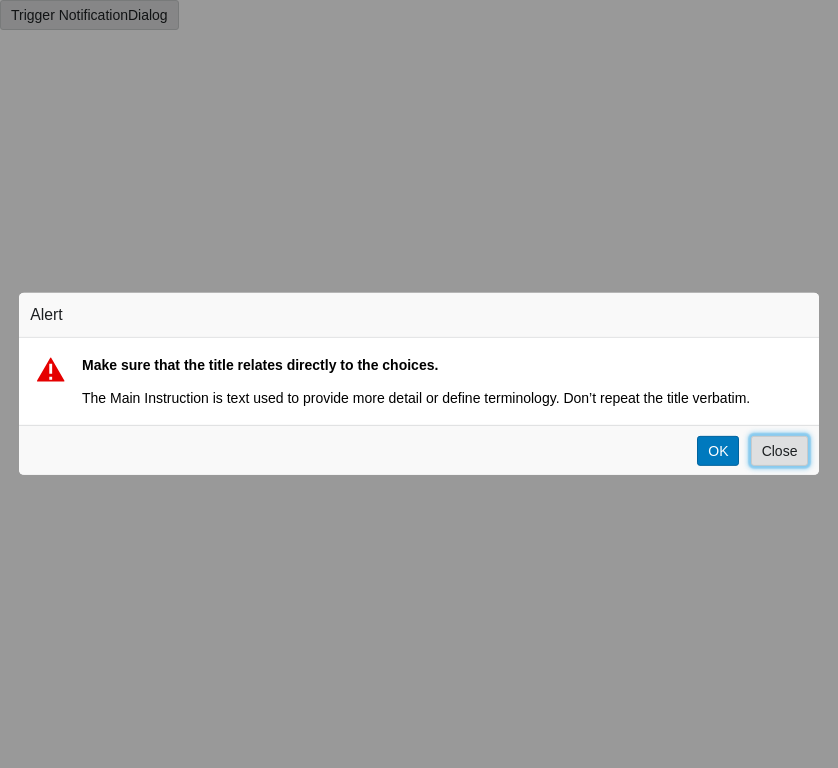 Trigger NotificationDialog
Alert
Make sure that the title relates directly to the choices.
The Main Instruction is text used to provide more detail or define terminology. Don’t repeat the title verbatim.
OK
Close